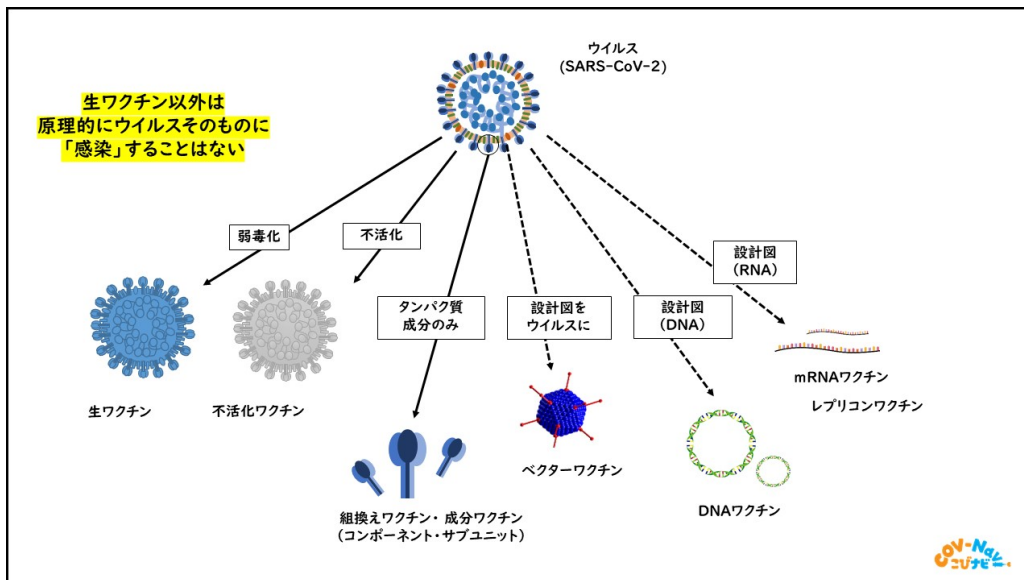 ウイルス
(SARS-CoV-2)
生ワクチン以外は
原理的にウイルスそのものに
「感染」することはない
弱毒化
不活化
タンパク質
成分のみ
設計図を
ウイルスに
設計図
(DNA)
設計図
(RNA)
生ワクチン
不活化ワクチン
組換えワクチン・成分ワクチン
(コンポーネント・サブユニット)
ベクターワクチン
DNAワクチン
mRNAワクチン
レプリコンワクチン
COV-Navi
こびナビ